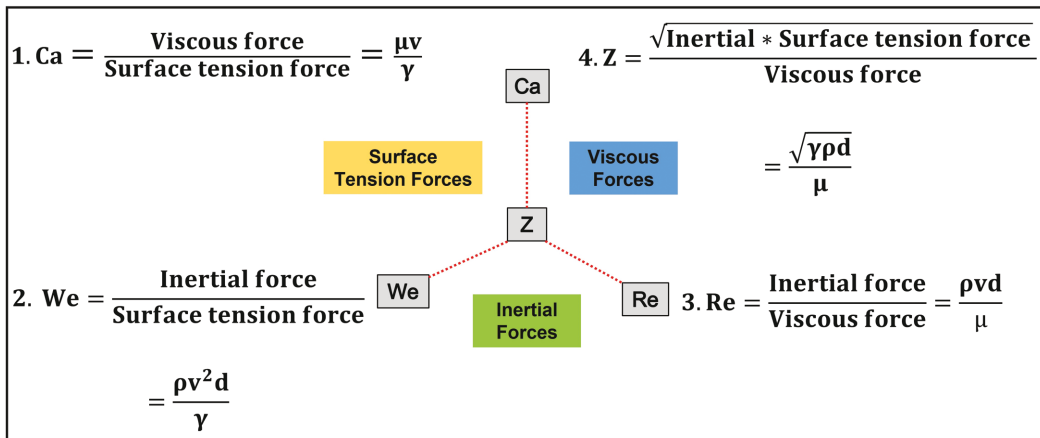 1. Ca = Viscous force / Surface tension force = μv / γ
4. Z = √(Inertial * Surface tension force) / Viscous force
= √(γρd) / μ
Ca
Surface
Tension Forces
Viscous
Forces
Z
We
Re
Inertial
Forces
2. We = Inertial force / Surface tension force
= ρv² d / γ
3. Re = Inertial force / Viscous force = ρvd / μ